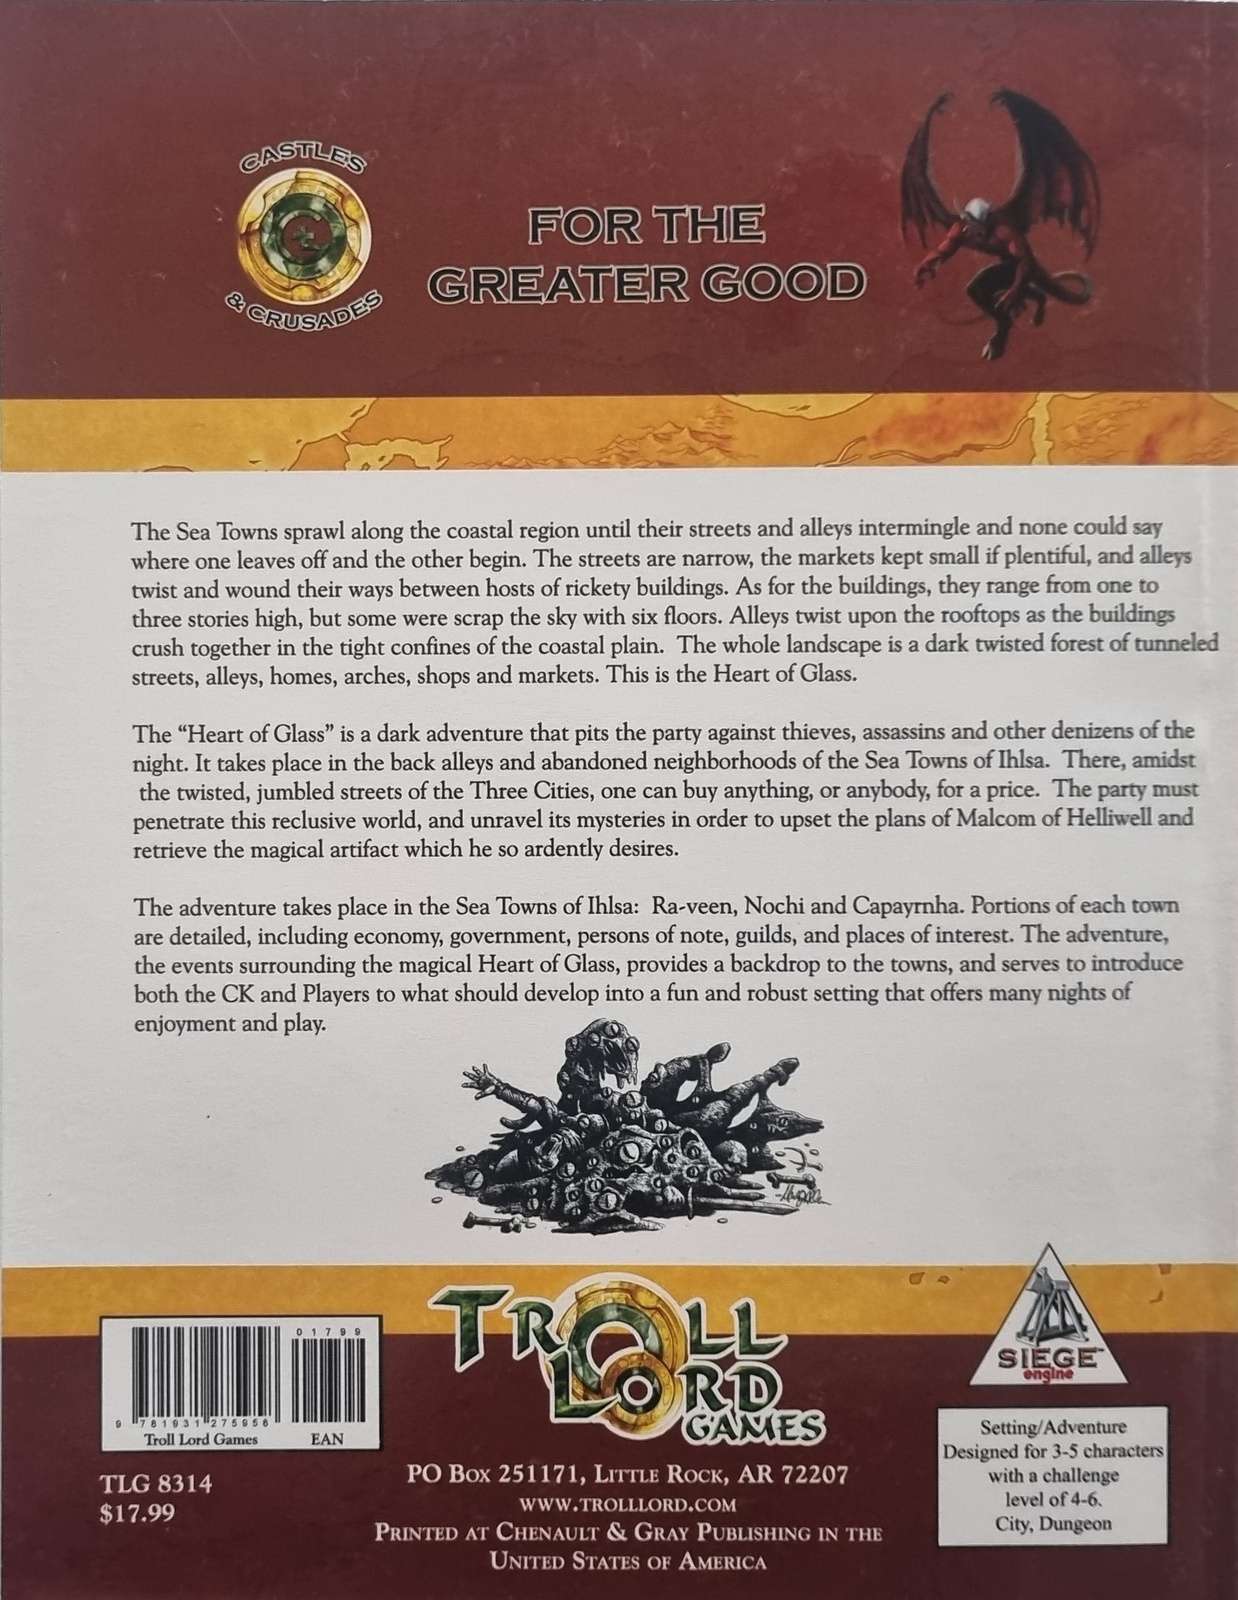 CASTLES
& CRUSADES
FOR THE
GREATER GOOD
The Sea Towns sprawl along the coastal region until their streets and alleys intermingle and none could say
where one leaves off and the other begin. The streets are narrow, the markets kept small if plentiful, and alleys
twist and wound their ways between hosts of rickety buildings. As for the buildings, they range from one to
three stories high, but some were scrap the sky with six floors. Alleys twist upon the rooftops as the buildings
crush together in the tight confines of the coastal plain. The whole landscape is a dark twisted forest of tunneled
streets, alleys, homes, arches, shops and markets. This is the Heart of Glass.
The “Heart of Glass” is a dark adventure that pits the party against thieves, assassins and other denizens of the
night. It takes place in the back alleys and abandoned neighborhoods of the Sea Towns of Ihlsa. There, amidst
the twisted, jumbled streets of the Three Cities, one can buy anything, or anybody, for a price. The party must
penetrate this reclusive world, and unravel its mysteries in order to upset the plans of Malcom of Helliwell and
retrieve the magical artifact which he so ardently desires.
The adventure takes place in the Sea Towns of Ihlsa: Ra-veen, Nochi and Capayrnha. Portions of each town
are detailed, including economy, government, persons of note, guilds, and places of interest. The adventure,
the events surrounding the magical Heart of Glass, provides a backdrop to the towns, and serves to introduce
both the CK and Players to what should develop into a fun and robust setting that offers many nights of
enjoyment and play.
01799
9 781931 275958
Troll Lord Games EAN
TLG 8314
$17.99
TROLL
LORD
GAMES
PO BOX 251171, LITTLE ROCK, AR 72207
WWW.TROLLLORD.COM
PRINTED AT CHENAULT & GRAY PUBLISHING IN THE
UNITED STATES OF AMERICA
SIEGE™
engine
Setting/Adventure
Designed for 3-5 characters
with a challenge
level of 4-6.
City, Dungeon